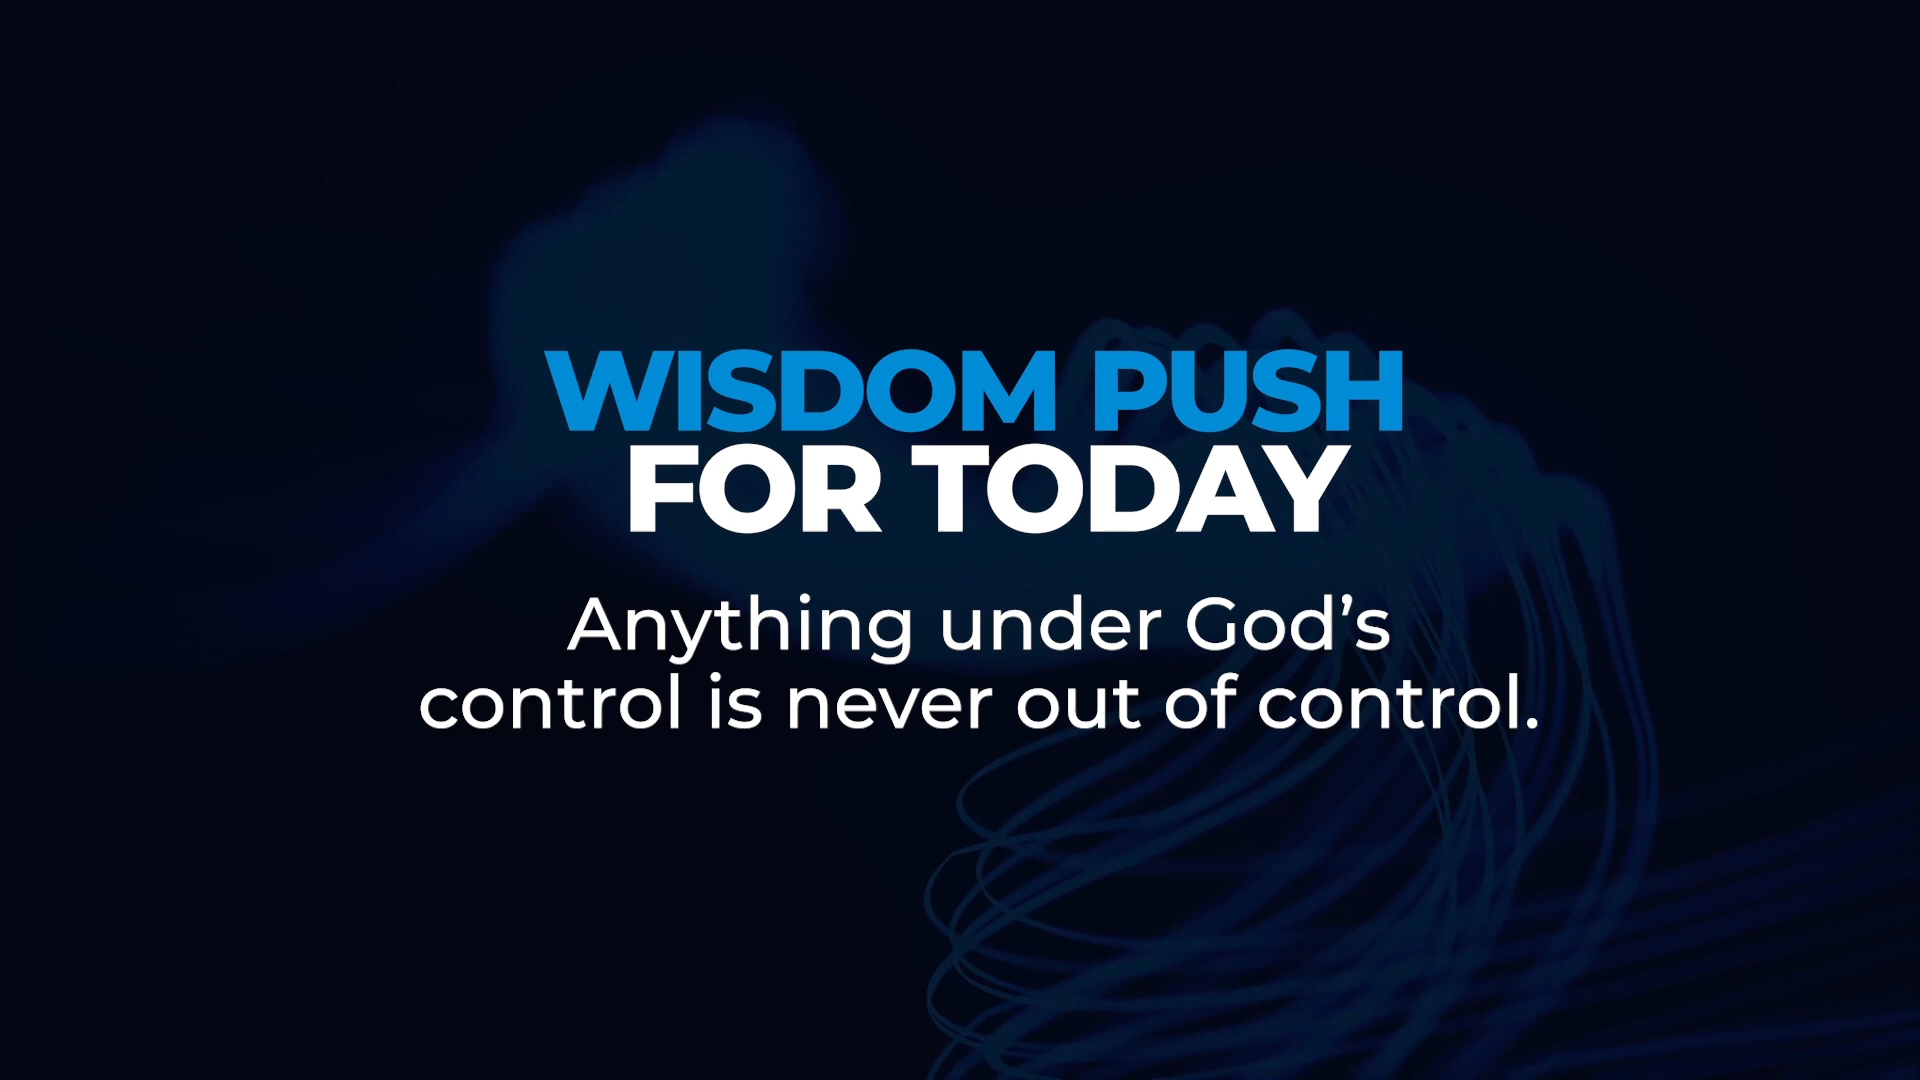 WISDOM PUSH
FOR TODAY
Anything under God’s
control is never out of control.